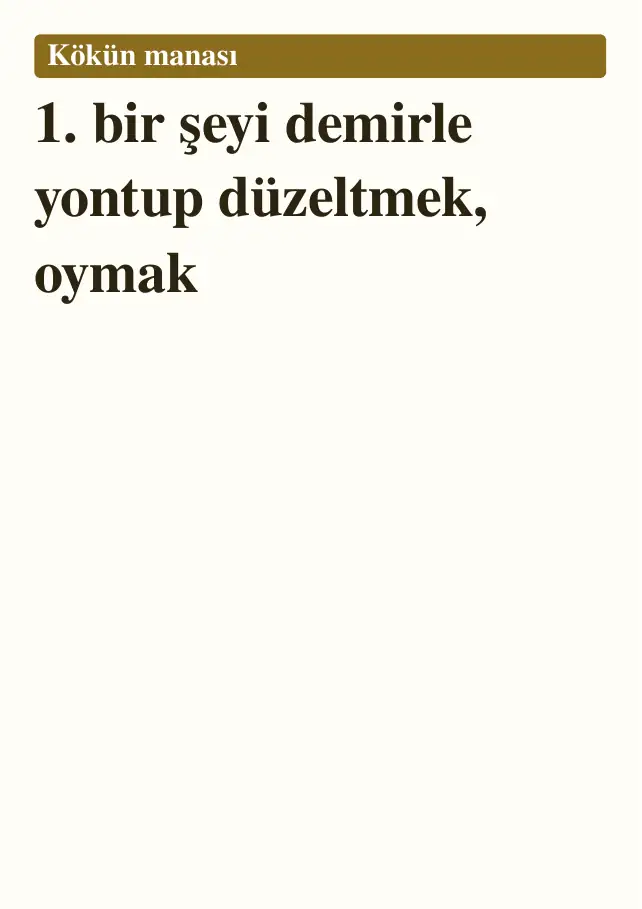 Kökün manası
1. bir şeyi demirle
yontup düzeltmek,
oymak